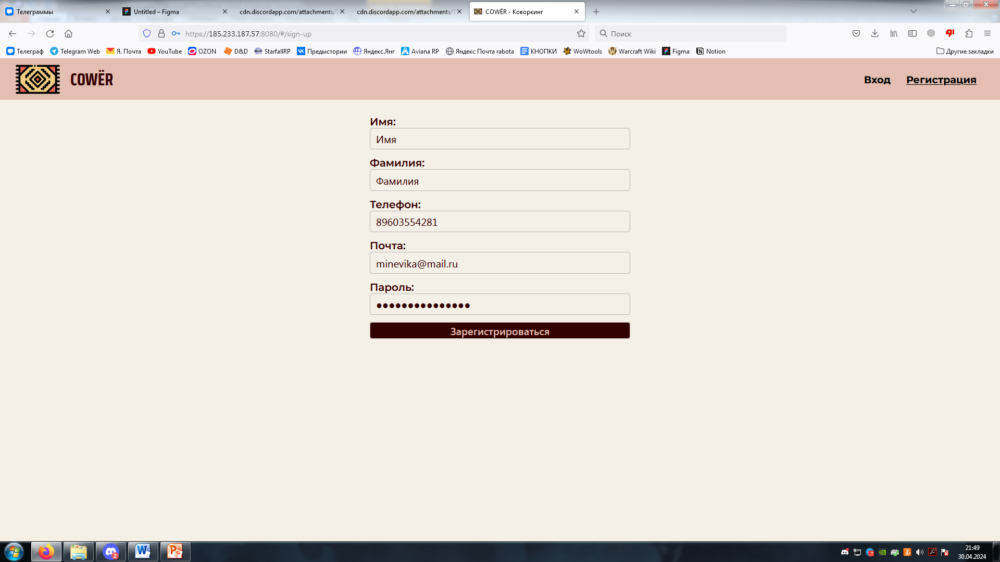 Телеграммы
Untitled – Figma
cdn.discordapp.com/attachments/7
cdn.discordapp.com/attachments/7
COWЁR - Коворкинг
https://185.233.187.57:8080/#/sign-up
Поиск
Телеграф
Telegram Web
Я. Почта
YouTube
OZON
D&D
StarfallRP
Предыстории
Яндекс.Янг
Aviana RP
Яндекс Почта rabota
КНОПКИ
WoWtools
Warcraft Wiki
Figma
Notion
Другие закладки
COWЁR
Вход
Регистрация
Имя:
Имя
Фамилия:
Фамилия
Телефон:
89603554281
Почта:
minevika@mail.ru
Пароль:
●●●●●●●●●●●●●●●
Зарегистрироваться
2
21:49
30.04.2024